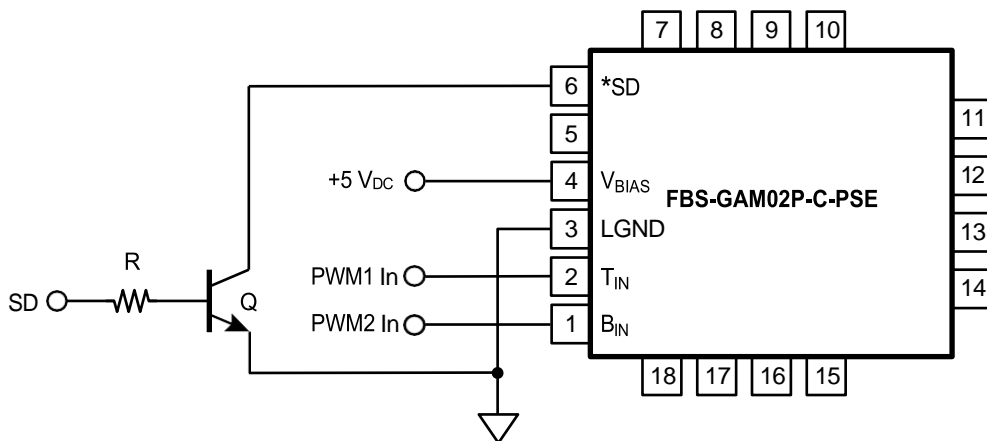 7 8 9 10
6 *SD
5
+5 VDC 4 VBIAS
3 LGND
PWM1 In 2 TIN
PWM2 In 1 BIN
FBS-GAM02P-C-PSE
11
12
13
14
R
SD
Q
18 17 16 15